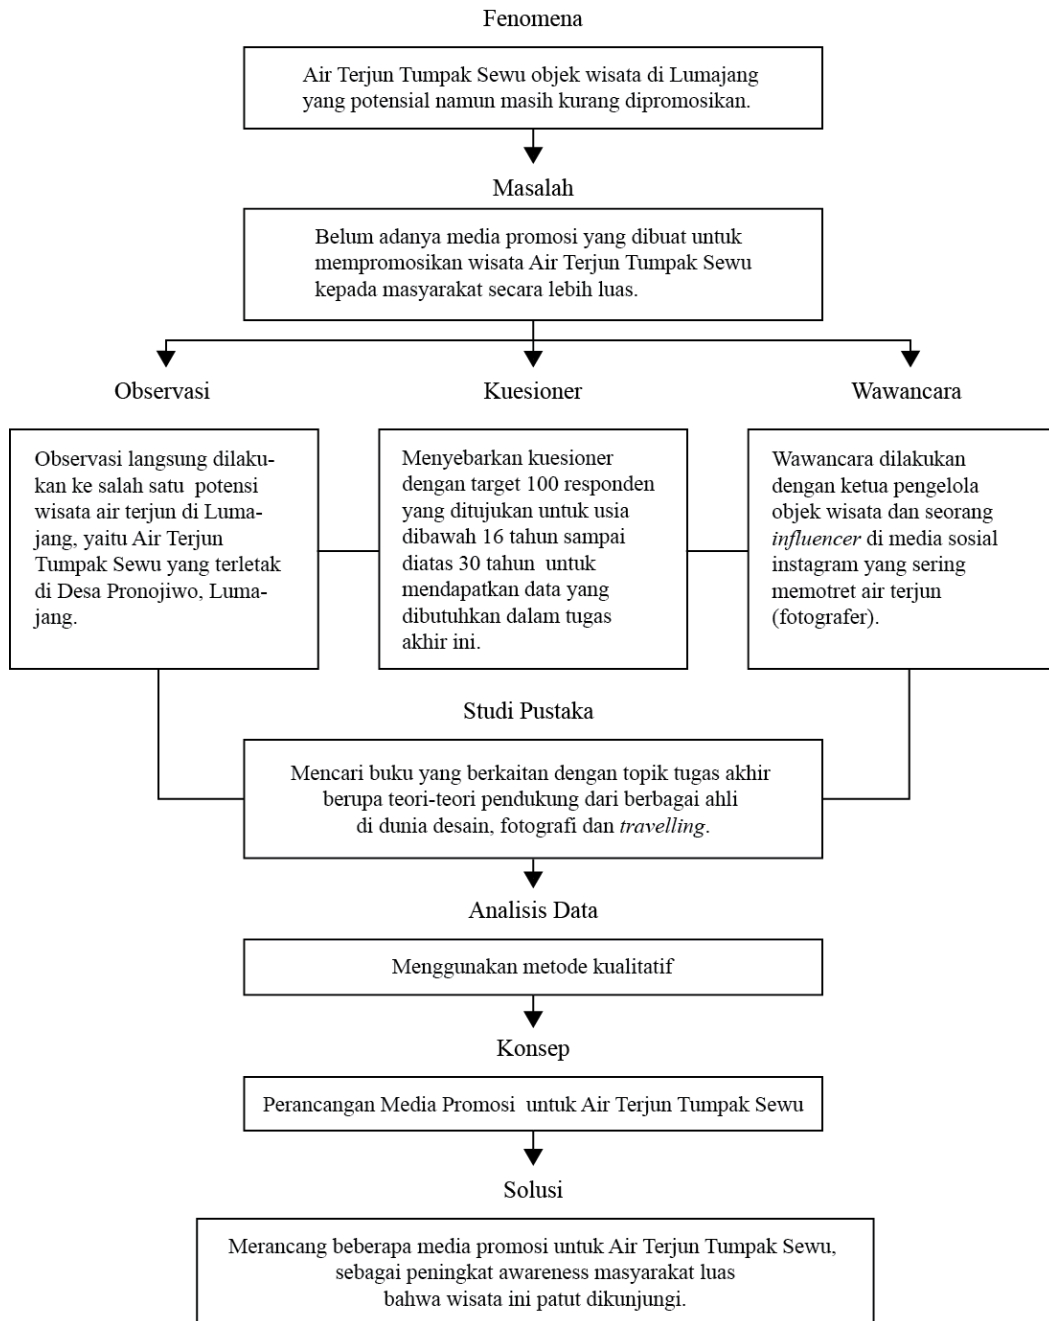 Fenomena
Air Terjun Tumpak Sewu objek wisata di Lumajang
yang potensial namun masih kurang dipromosikan.
Masalah
Belum adanya media promosi yang dibuat untuk
mempromosikan wisata Air Terjun Tumpak Sewu
kepada masyarakat secara lebih luas.
Observasi
Observasi langsung dilaku-
kan ke salah satu  potensi
wisata air terjun di Luma-
jang, yaitu Air Terjun
Tumpak Sewu yang terletak
di Desa Pronojiwo, Luma-
jang.
Kuesioner
Menyebarkan kuesioner
dengan target 100 responden
yang ditujukan untuk usia
dibawah 16 tahun sampai
diatas 30 tahun  untuk
mendapatkan data yang
dibutuhkan dalam tugas
akhir ini.
Wawancara
Wawancara dilakukan
dengan ketua pengelola
objek wisata dan seorang
influencer di media sosial
instagram yang sering
memotret air terjun
(fotografer).
Studi Pustaka
Mencari buku yang berkaitan dengan topik tugas akhir
berupa teori-teori pendukung dari berbagai ahli
di dunia desain, fotografi dan travelling.
Analisis Data
Menggunakan metode kualitatif
Konsep
Perancangan Media Promosi  untuk Air Terjun Tumpak Sewu
Solusi
Merancang beberapa media promosi untuk Air Terjun Tumpak Sewu,
sebagai peningkat awareness masyarakat luas
bahwa wisata ini patut dikunjungi.